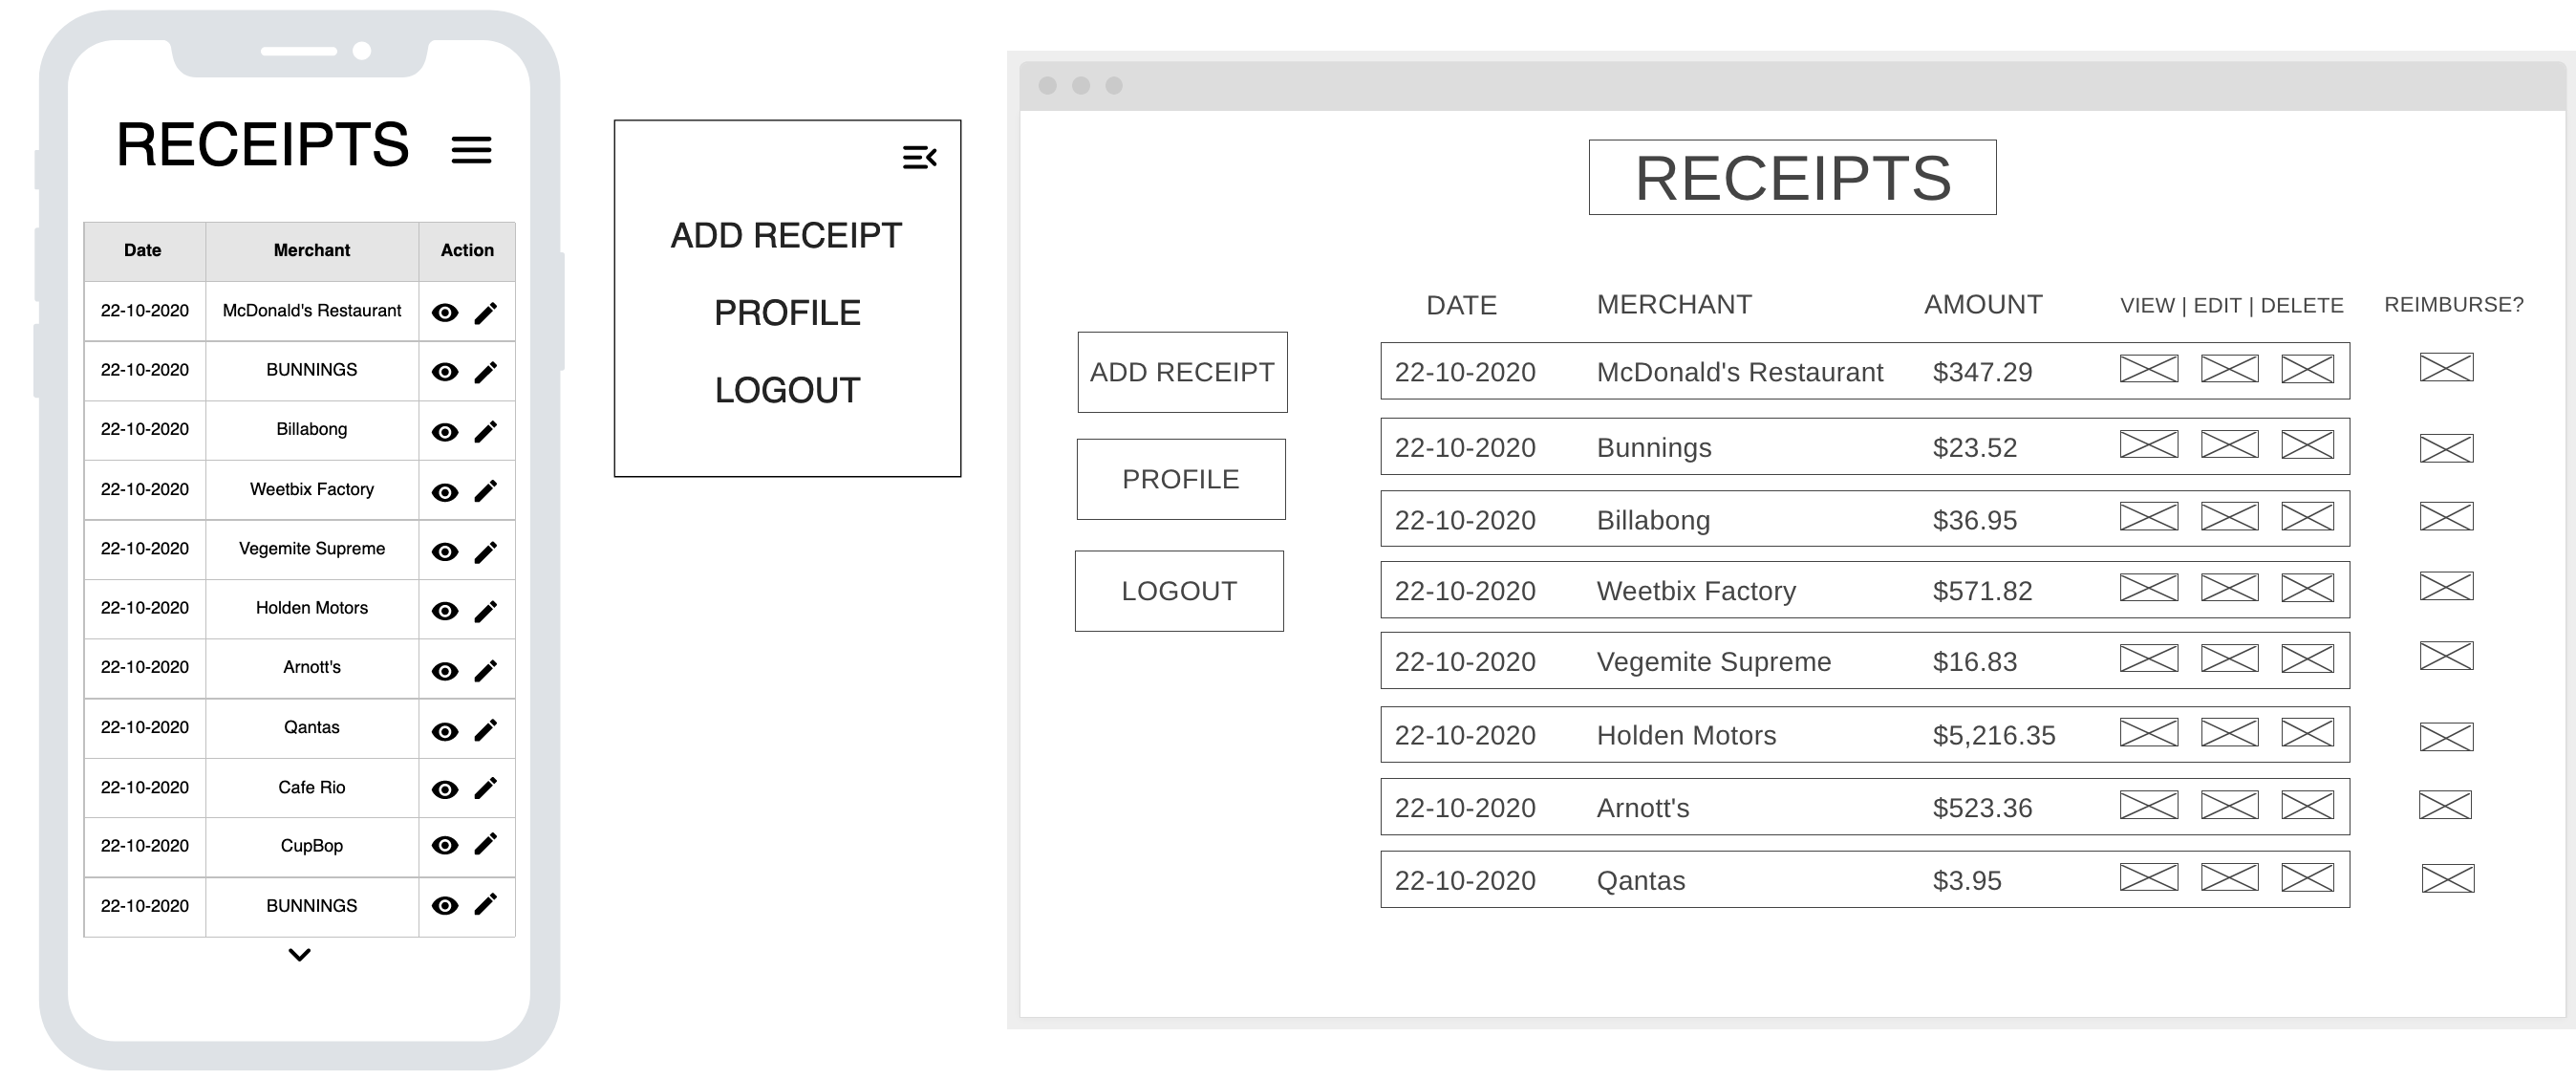 RECEIPTS
Date Merchant Action
22-10-2020 McDonald's Restaurant
22-10-2020 BUNNINGS
22-10-2020 Billabong
22-10-2020 Weetbix Factory
22-10-2020 Vegemite Supreme
22-10-2020 Holden Motors
22-10-2020 Arnott's
22-10-2020 Qantas
22-10-2020 Cafe Rio
22-10-2020 CupBop
22-10-2020 BUNNINGS
ADD RECEIPT
PROFILE
LOGOUT
RECEIPTS
ADD RECEIPT
PROFILE
LOGOUT
DATE MERCHANT AMOUNT VIEW | EDIT | DELETE REIMBURSE?
22-10-2020 McDonald's Restaurant $347.29
22-10-2020 Bunnings $23.52
22-10-2020 Billabong $36.95
22-10-2020 Weetbix Factory $571.82
22-10-2020 Vegemite Supreme $16.83
22-10-2020 Holden Motors $5,216.35
22-10-2020 Arnott's $523.36
22-10-2020 Qantas $3.95